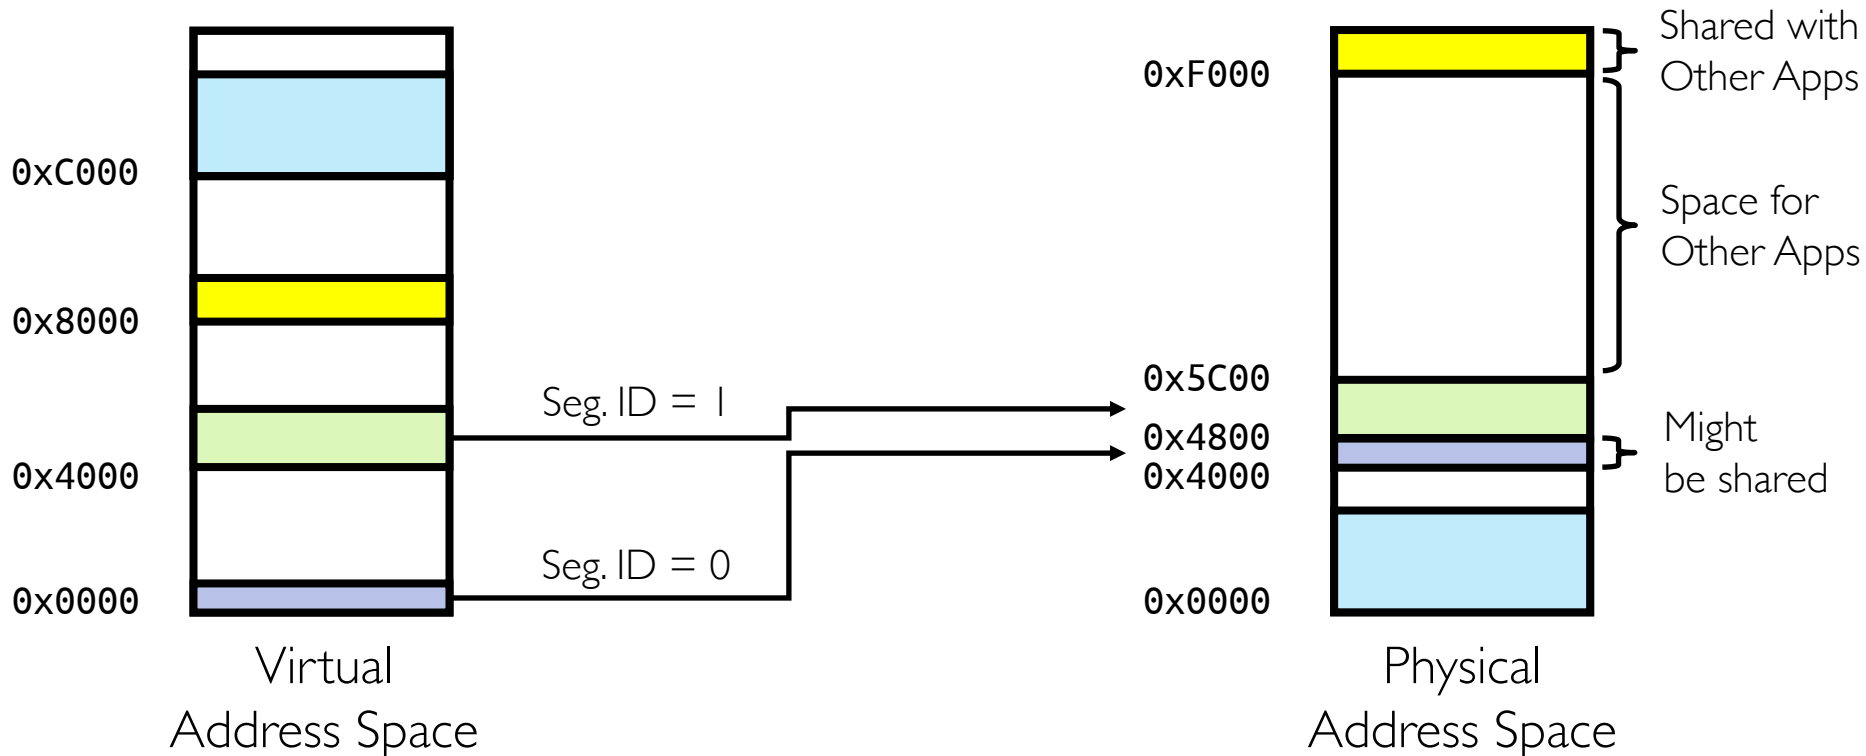 0xC000
0x8000
0x4000
0x0000
Virtual
Address Space
Seg. ID = 1
Seg. ID = 0
0xF000
0x5C00
0x4800
0x4000
0x0000
Physical
Address Space
Shared with
Other Apps
Space for
Other Apps
Might
be shared